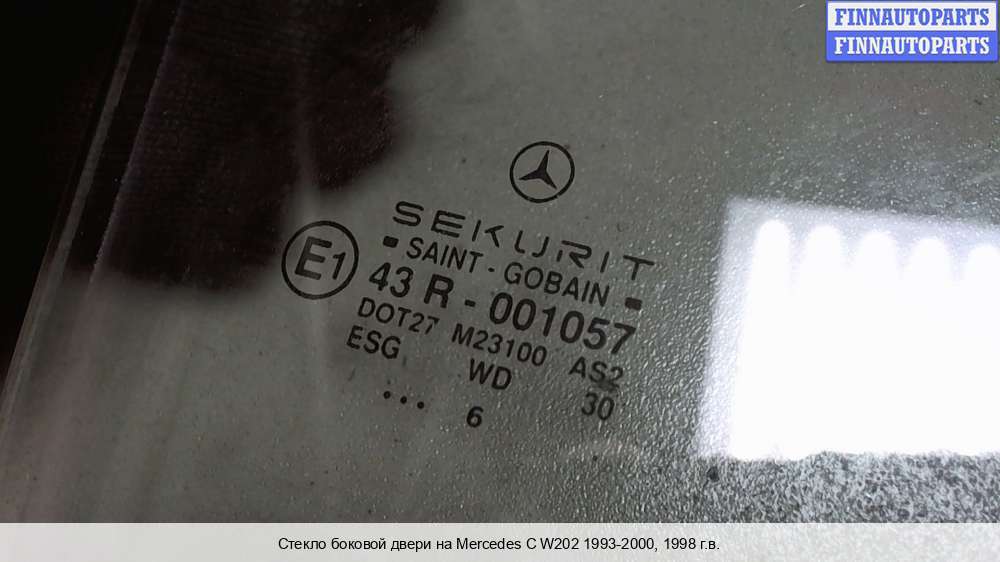 FINNAUTOPARTS
FINNAUTOPARTS
SEKURIT
SAINT - GOBAIN
E1
43 R - 001057
DOT27 M23100 AS2
ESG WD 30
... 6
Стекло боковой двери на Mercedes C W202 1993-2000, 1998 г.в.